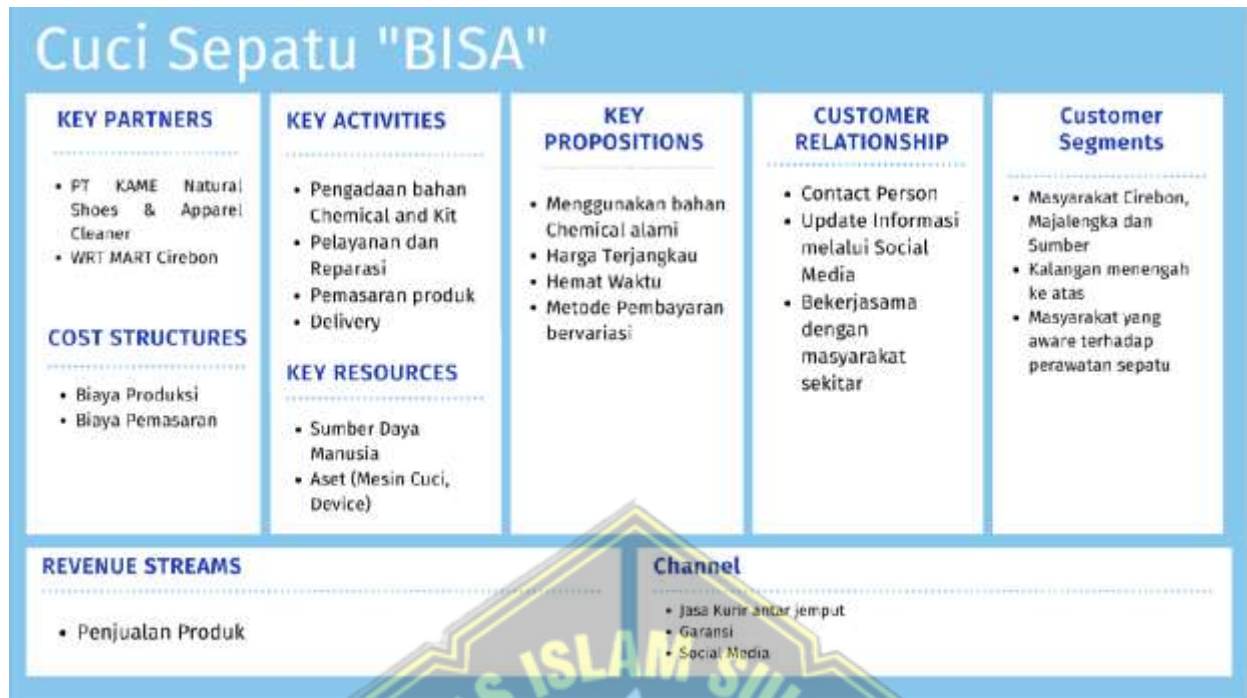 Cuci Sepatu "BISA"
KEY PARTNERS
• PT KAME Natural
Shoes & Apparel
Cleaner
• WRT MART Cirebon
COST STRUCTURES
• Biaya Produksi
• Biaya Pemasaran
KEY ACTIVITIES
• Pengadaan bahan
Chemical and Kit
• Pelayanan dan
Reparasi
• Pemasaran produk
• Delivery
KEY RESOURCES
• Sumber Daya
Manusia
• Aset (Mesin Cuci,
Device)
KEY
PROPOSITIONS
• Menggunakan bahan
Chemical alami
• Harga Terjangkau
• Hemat Waktu
• Metode Pembayaran
bervariasi
CUSTOMER
RELATIONSHIP
• Contact Person
• Update Informasi
melalui Social
Media
• Bekerjasama
dengan
masyarakat
sekitar
Customer
Segments
• Masyarakat Cirebon,
Majalengka dan
Sumber
• Kalangan menengah
ke atas
• Masyarakat yang
aware terhadap
perawatan sepatu
REVENUE STREAMS
• Penjualan Produk
Channel
• Jasa Kurir antar jemput
• Garansi
• Social Media
ISLAM